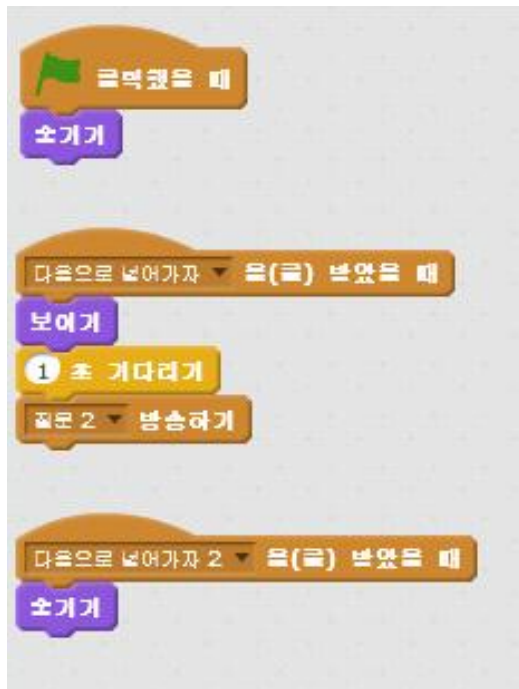 클릭했을 때
숨기기
다음으로 넘어가자 을(를) 받았을 때
보이기
1 초 기다리기
질문 2 방송하기
다음으로 넘어가자 2 을(를) 받았을 때
숨기기